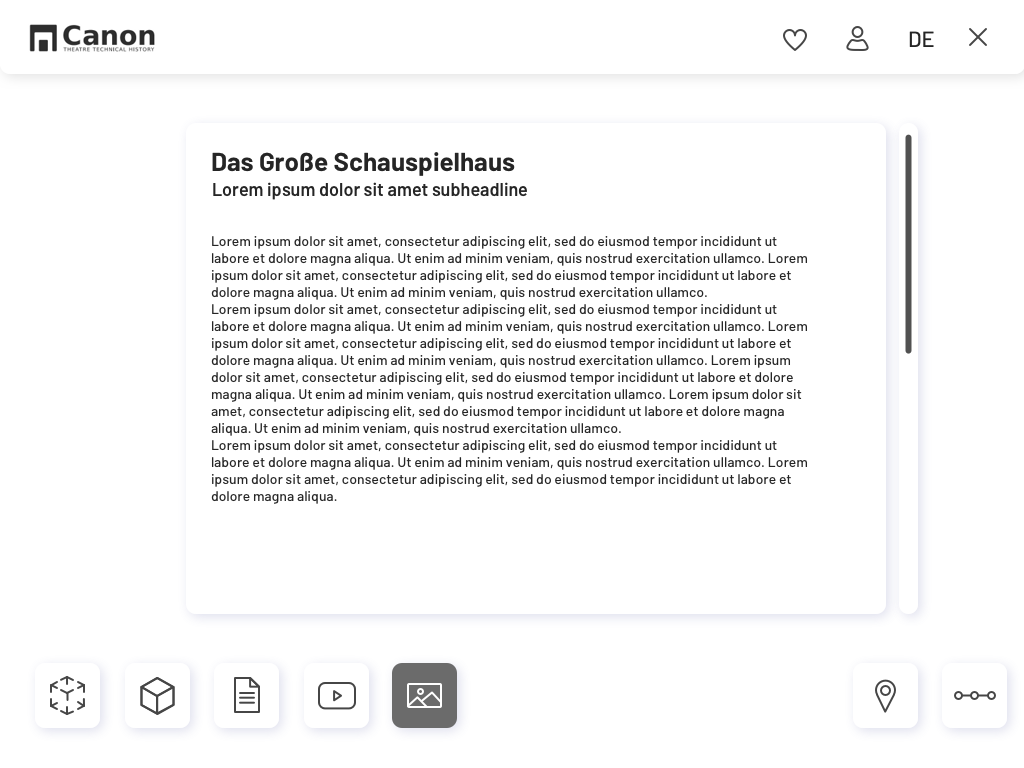 Canon
THEATRE TECHNICAL HISTORY
DE
Das Große Schauspielhaus
Lorem ipsum dolor sit amet subheadline
Lorem ipsum dolor sit amet, consectetur adipiscing elit, sed do eiusmod tempor incididunt ut
labore et dolore magna aliqua. Ut enim ad minim veniam, quis nostrud exercitation ullamco. Lorem
ipsum dolor sit amet, consectetur adipiscing elit, sed do eiusmod tempor incididunt ut labore et
dolore magna aliqua. Ut enim ad minim veniam, quis nostrud exercitation ullamco.
Lorem ipsum dolor sit amet, consectetur adipiscing elit, sed do eiusmod tempor incididunt ut
labore et dolore magna aliqua. Ut enim ad minim veniam, quis nostrud exercitation ullamco. Lorem
ipsum dolor sit amet, consectetur adipiscing elit, sed do eiusmod tempor incididunt ut labore et
dolore magna aliqua. Ut enim ad minim veniam, quis nostrud exercitation ullamco. Lorem ipsum
dolor sit amet, consectetur adipiscing elit, sed do eiusmod tempor incididunt ut labore et dolore
magna aliqua. Ut enim ad minim veniam, quis nostrud exercitation ullamco. Lorem ipsum dolor sit
amet, consectetur adipiscing elit, sed do eiusmod tempor incididunt ut labore et dolore magna
aliqua. Ut enim ad minim veniam, quis nostrud exercitation ullamco.
Lorem ipsum dolor sit amet, consectetur adipiscing elit, sed do eiusmod tempor incididunt ut
labore et dolore magna aliqua. Ut enim ad minim veniam, quis nostrud exercitation ullamco. Lorem
ipsum dolor sit amet, consectetur adipiscing elit, sed do eiusmod tempor incididunt ut labore et
dolore magna aliqua.